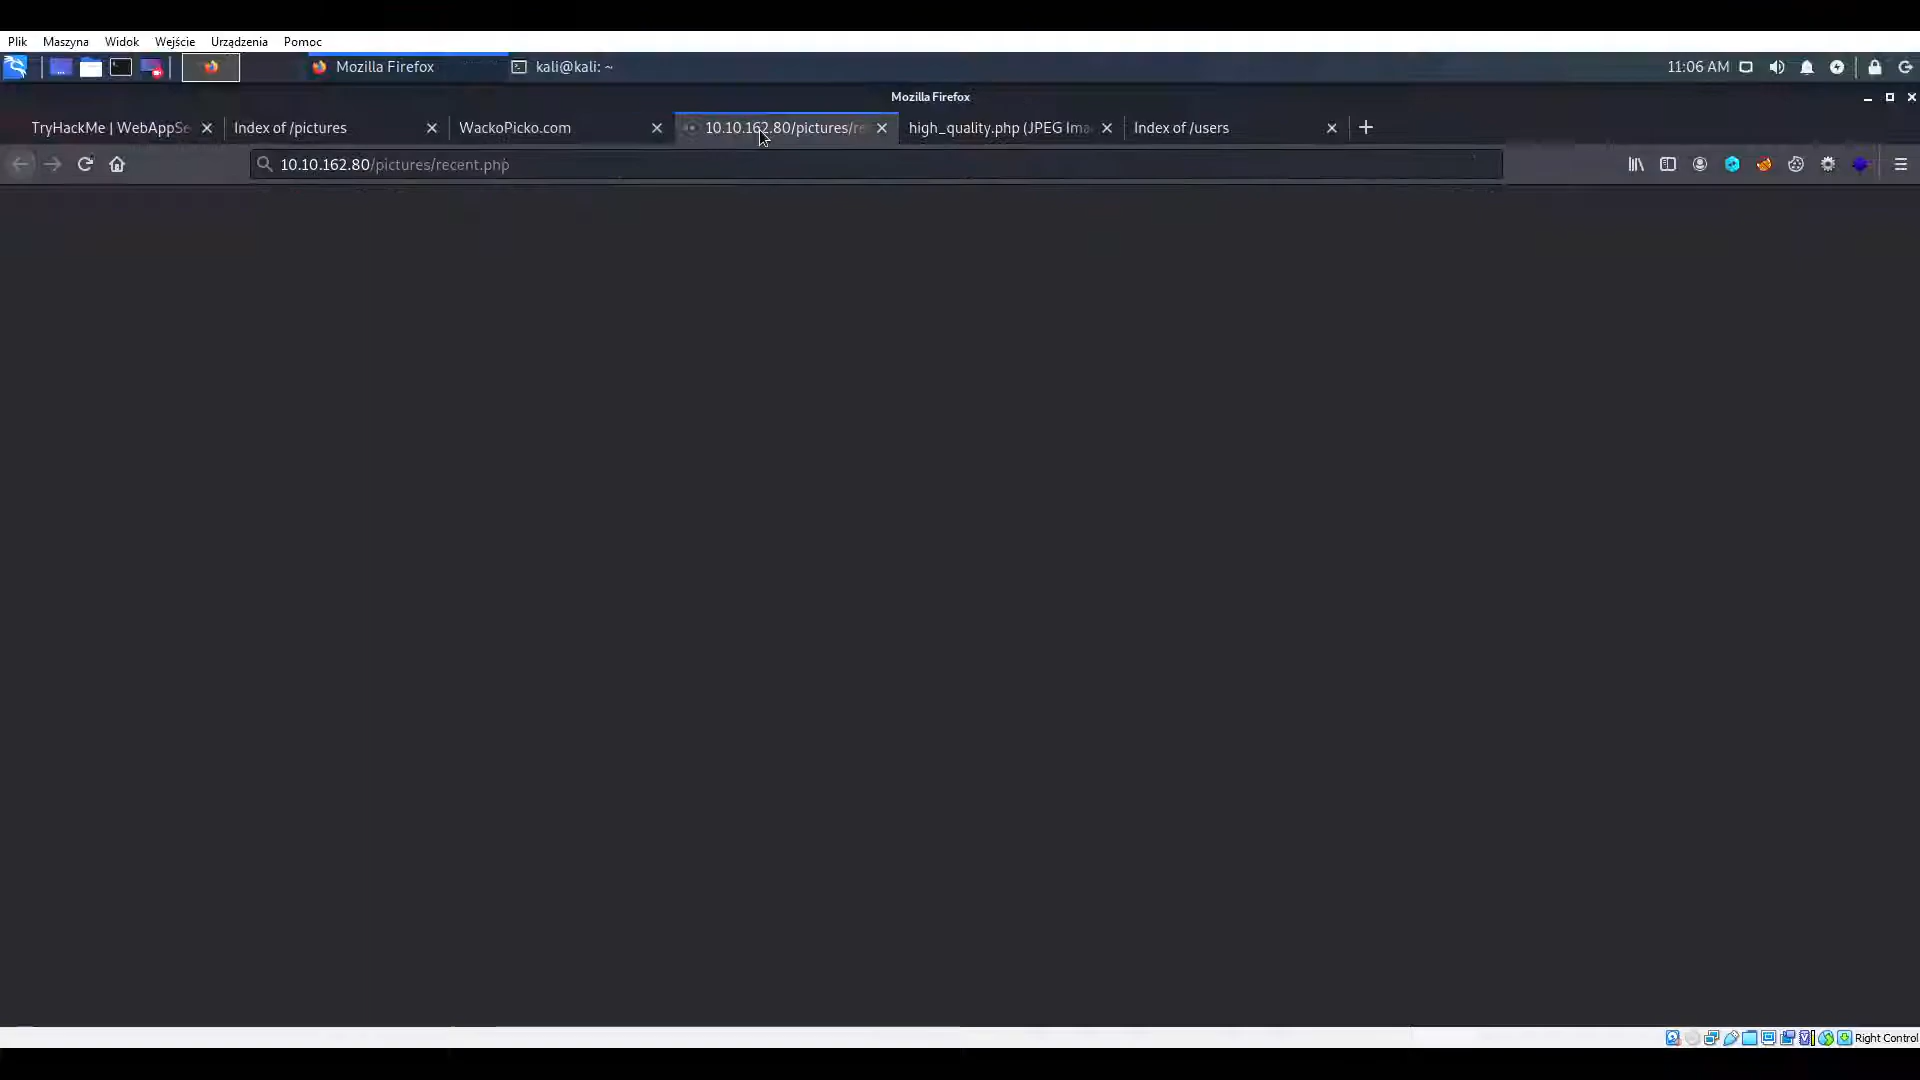 Plik Maszyna Widok Wejście Urządzenia Pomoc
Mozilla Firefox kali@kali: ~ 11:06 AM
Mozilla Firefox
TryHackMe | WebAppSe Index of /pictures WackoPicko.com 10.10.162.80/pictures/re high_quality.php (JPEG Ima Index of /users
10.10.162.80/pictures/recent.php
Right Control